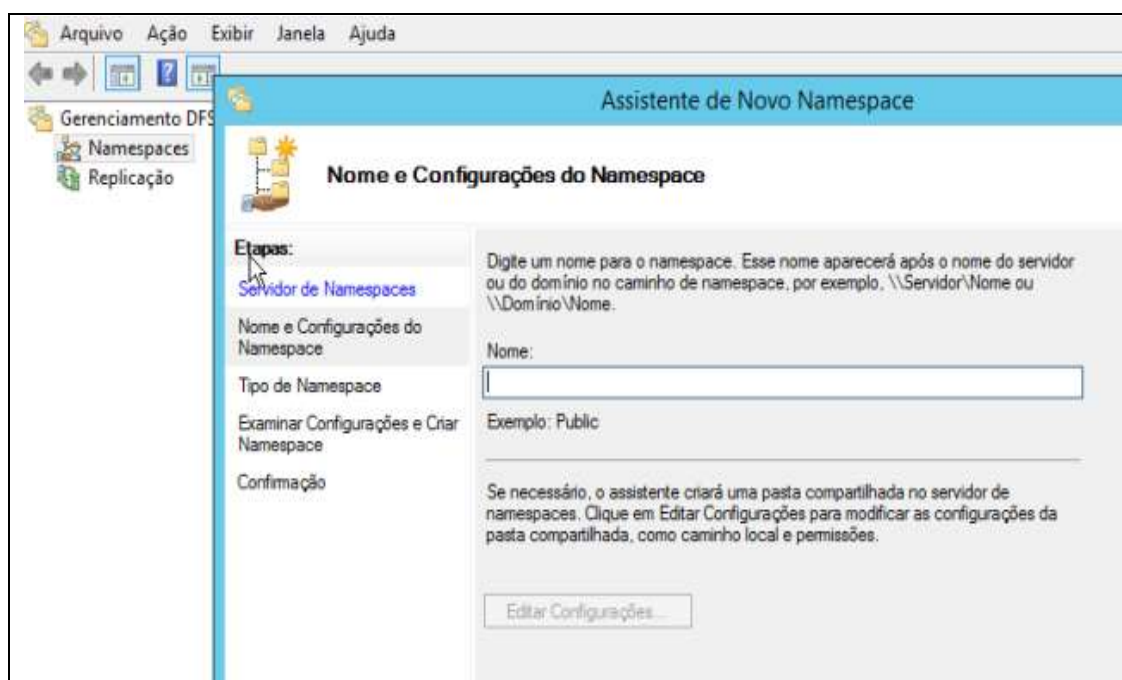 Arquivo Ação Exibir Janela Ajuda
Gerenciamento DFS
Namespaces
Replicação
Assistente de Novo Namespace
Nome e Configurações do Namespace
Etapas:
Servidor de Namespaces
Nome e Configurações do
Namespace
Tipo de Namespace
Examinar Configurações e Criar
Namespace
Confirmação
Digite um nome para o namespace. Esse nome aparecerá após o nome do servidor
ou do domínio no caminho de namespace, por exemplo, \\Servidor\Nome ou
\\Domínio\Nome.
Nome:
Exemplo: Public
Se necessário, o assistente criará uma pasta compartilhada no servidor de
namespaces. Clique em Editar Configurações para modificar as configurações da
pasta compartilhada, como caminho local e permissões.
Editar Configurações...